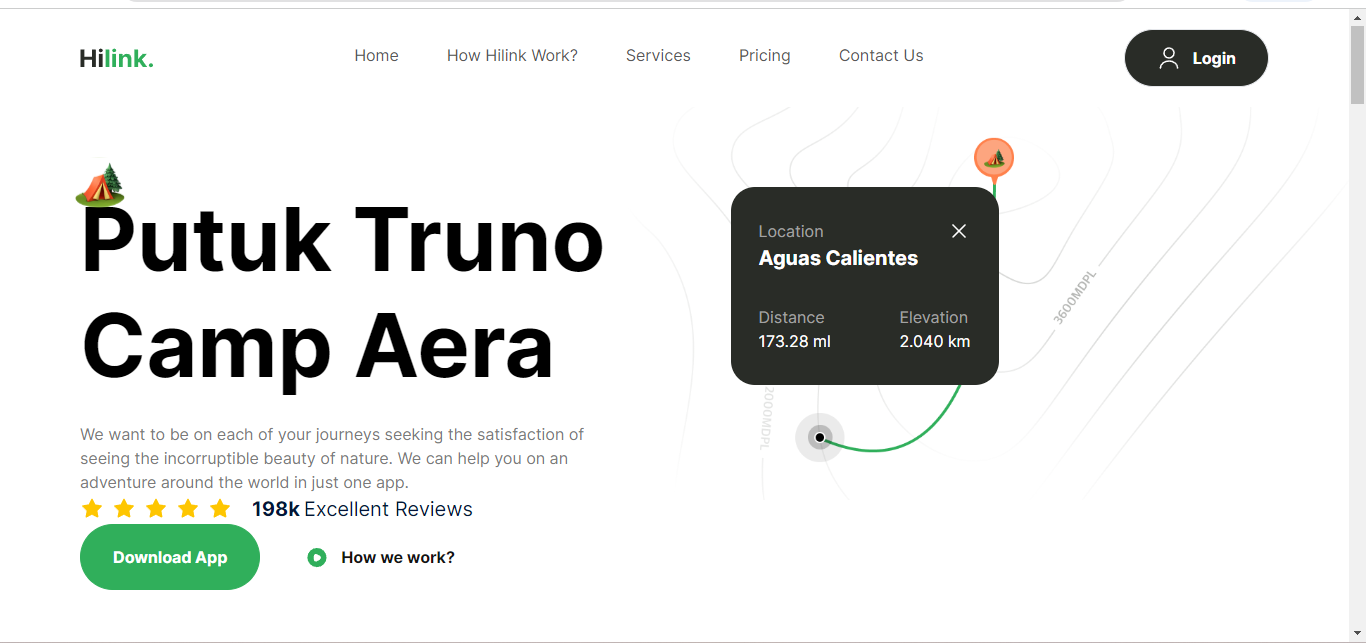 Hilink.
Home
How Hilink Work?
Services
Pricing
Contact Us
Login
Putuk Truno
Camp Aera
We want to be on each of your journeys seeking the satisfaction of
seeing the incorruptible beauty of nature. We can help you on an
adventure around the world in just one app.
198k Excellent Reviews
Download App
How we work?
Location
Aguas Calientes
Distance
Elevation
173.28 ml
2.040 km
3600MDPL
2000MDPL